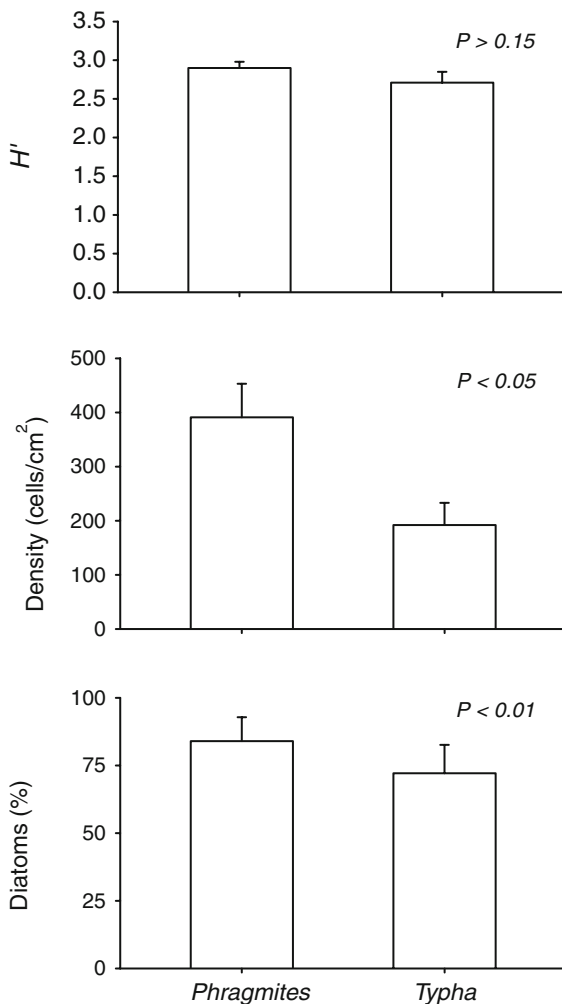 3.5
P > 0.15
3.0
2.5
2.0
H'
1.5
1.0
0.5
0.0
500
P < 0.05
400
300
Density (cells/cm²)
200
100
0
100
P < 0.01
75
Diatoms (%)
50
25
0
Phragmites Typha